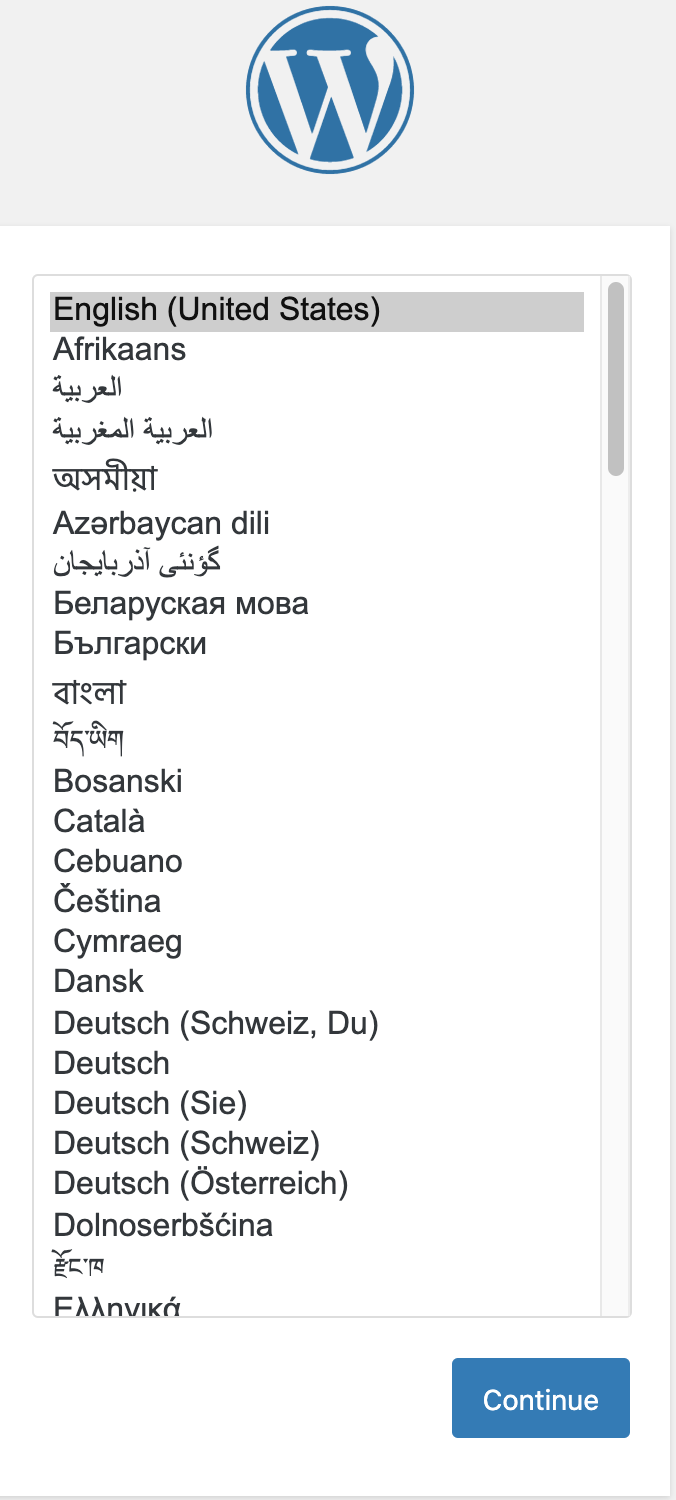 English (United States)
Afrikaans
العربية
العربية المغربية
অসমীয়া
Azərbaycan dili
گؤنئی آذربایجان
Беларуская мова
Български
বাংলা
བོད་ཡིག
Bosanski
Català
Cebuano
Čeština
Cymraeg
Dansk
Deutsch (Schweiz, Du)
Deutsch
Deutsch (Sie)
Deutsch (Schweiz)
Deutsch (Österreich)
Dolnoserbšćina
རྫོང་ཁ
Ελληνικά
Continue